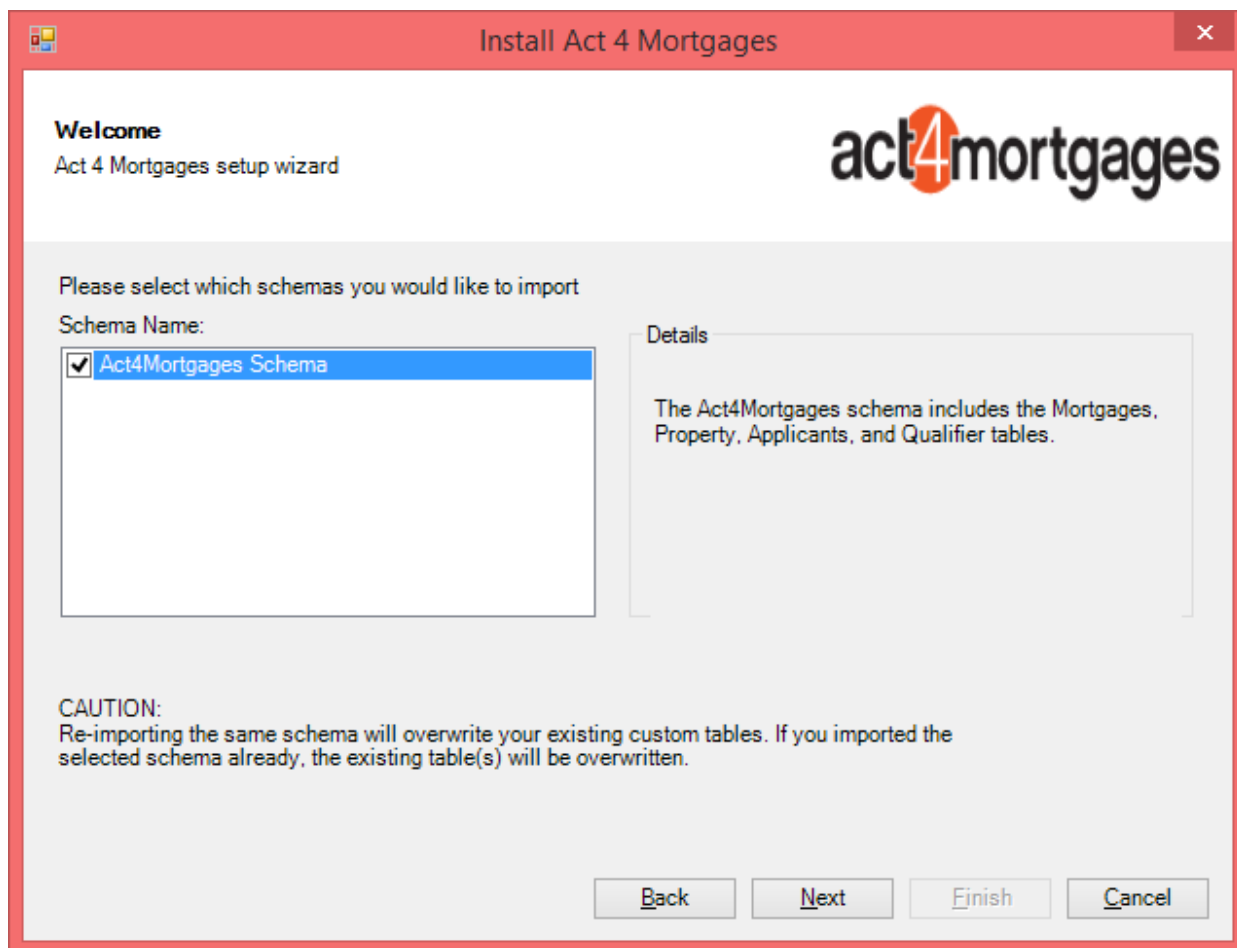 Install Act 4 Mortgages
Welcome
Act 4 Mortgages setup wizard
act4mortgages
Please select which schemas you would like to import
Schema Name:
Act4Mortgages Schema
Details
The Act4Mortgages schema includes the Mortgages,
Property, Applicants, and Qualifier tables.
CAUTION:
Re-importing the same schema will overwrite your existing custom tables. If you imported the
selected schema already, the existing table(s) will be overwritten.
Back Next Finish Cancel